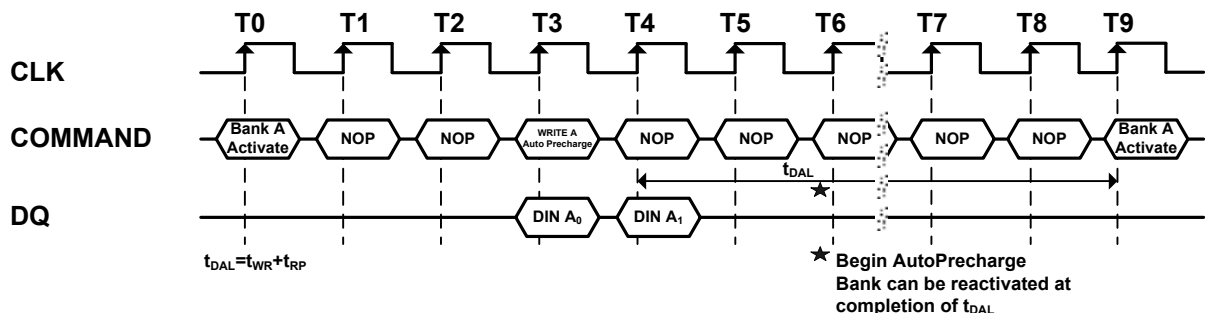 T0 T1 T2 T3 T4 T5 T6 T7 T8 T9
CLK
COMMAND
Bank A
Activate
NOP
NOP
WRITE A
Auto Precharge
NOP
NOP
NOP
NOP
NOP
Bank A
Activate
tDAL
DQ
DIN A0
DIN A1
tDAL=tWR+tRP
Begin AutoPrecharge
Bank can be reactivated at
completion of tDAL